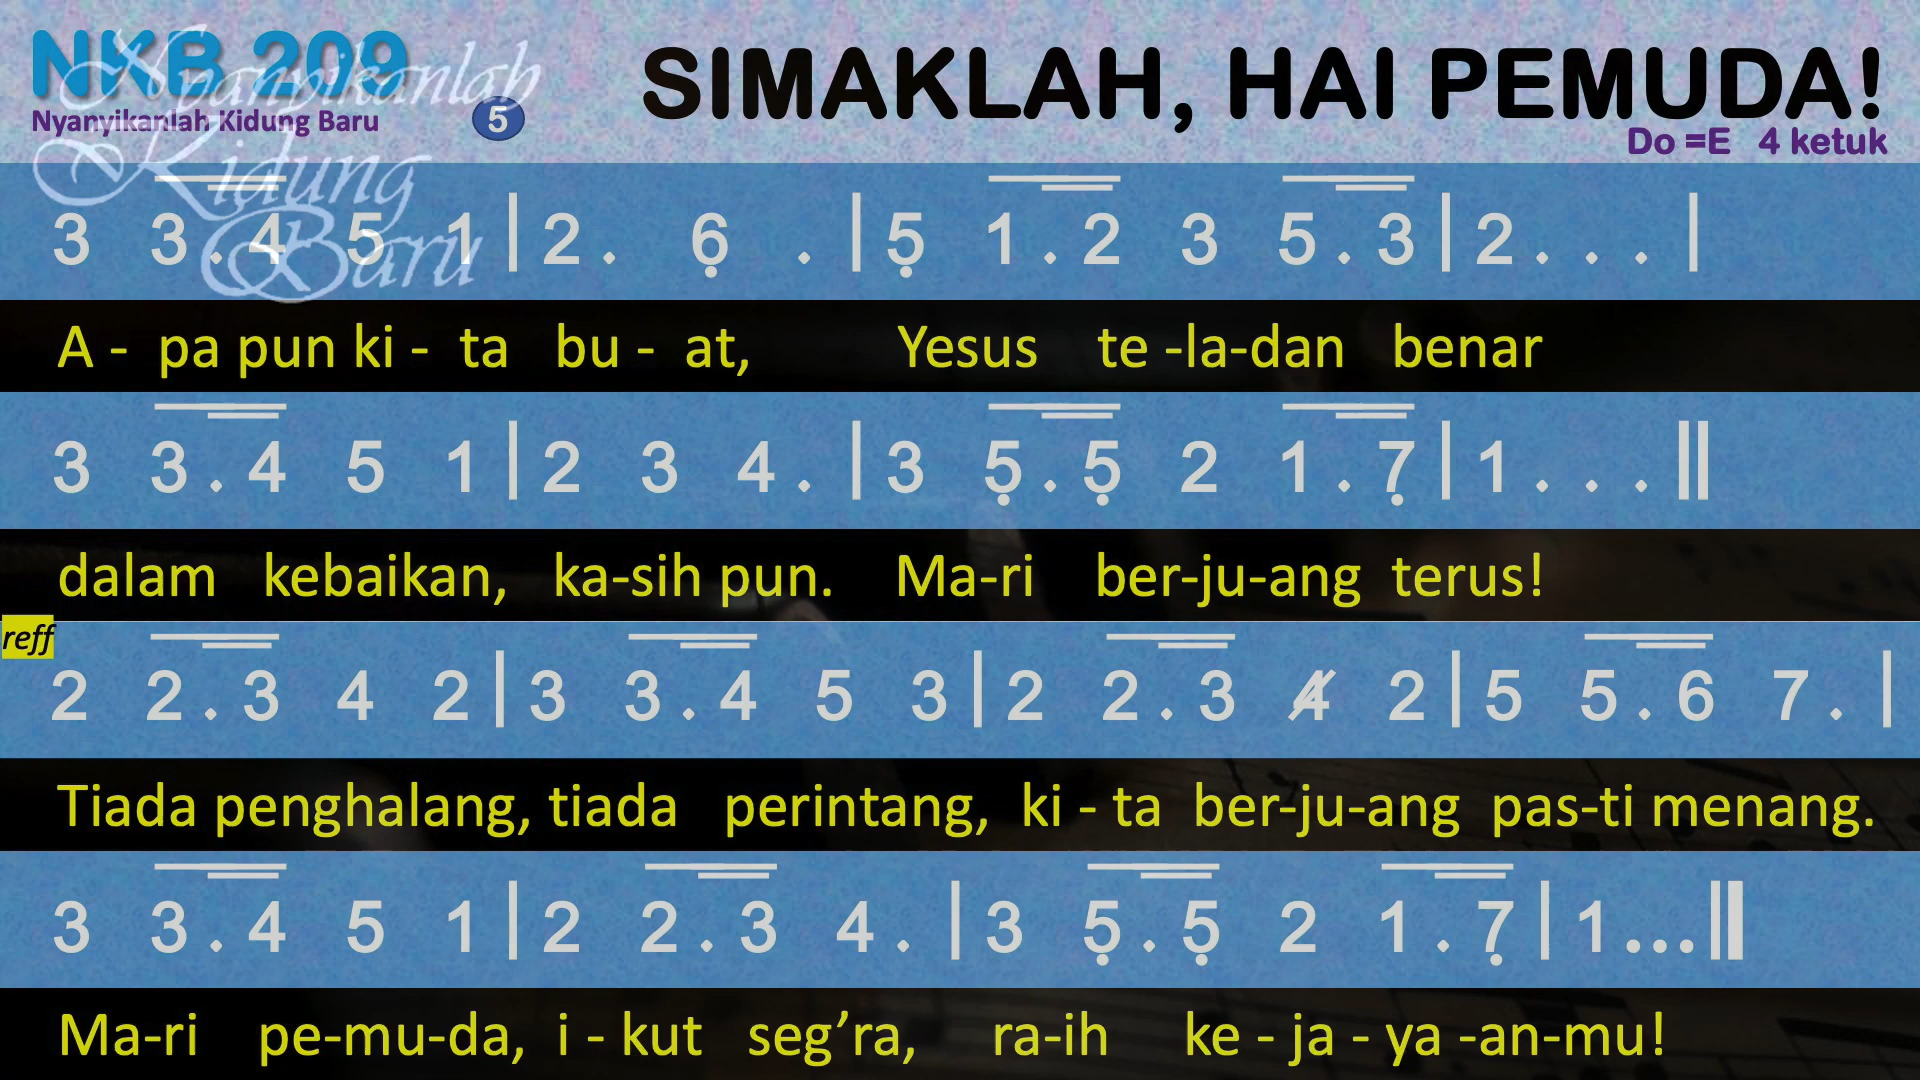 NKB 209
Nyanyikanlah Kidung Baru
Nyanyikanlah
Kidung
Baru
5
SIMAKLAH, HAI PEMUDA!
Do =E 4 ketuk
3 3 . 4 5 1 | 2 . 6̣ . | 5̣ 1 . 2 3 5 . 3 | 2 . . . |
A - pa pun ki - ta bu - at, Yesus te -la-dan benar
3 3 . 4 5 1 | 2 3 4 . | 3 5̣ . 5̣ 2 1 . 7̣ | 1 . . . ||
dalam kebaikan, ka-sih pun. Ma-ri ber-ju-ang terus!
reff
2 2 . 3 4 2 | 3 3 . 4 5 3 | 2 2 . 3 4̸ 2 | 5 5 . 6 7 . |
Tiada penghalang, tiada perintang, ki - ta ber-ju-ang pas-ti menang.
3 3 . 4 5 1 | 2 2 . 3 4 . | 3 5̣ . 5̣ 2 1 . 7̣ | 1 ... ||
Ma-ri pe-mu-da, i - kut seg’ra, ra-ih ke - ja - ya -an-mu!